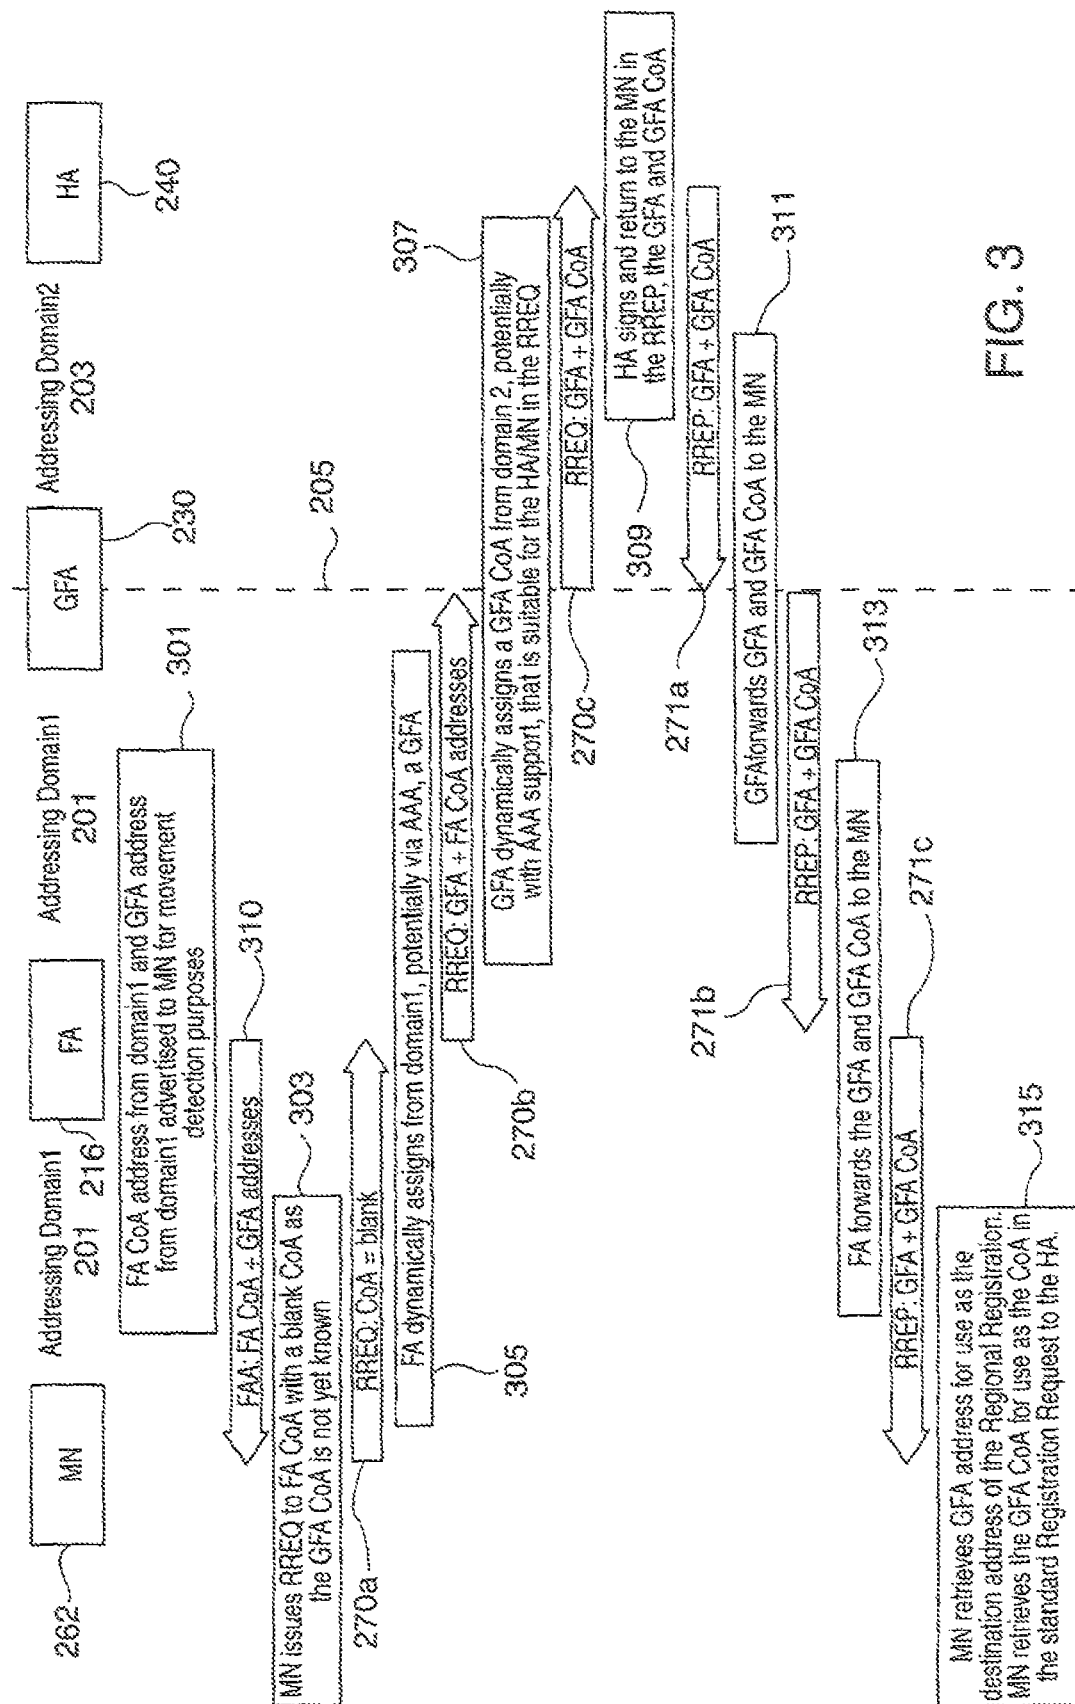 MN
262
Addressing Domain1
201
FA
216
Addressing Domain1
201
GFA
230
Addressing Domain2
203
HA
240
205
FA CoA address from domain1 and GFA address
from domain1 advertised to MN for movement
detection purposes
301
FAA: FA CoA + GFA addresses
310
MN issues RREQ to FA CoA with a blank CoA as
the GFA CoA is not yet known
303
RREQ: CoA = blank
270a
FA dynamically assigns from domain1, potentially via AAA, a GFA
305
RREQ: GFA + FA CoA addresses
270b
GFA dynamically assigns a GFA CoA from domain 2, potentially
with AAA support, that is suitable for the HA/MN in the RREQ
307
RREQ: GFA + GFA CoA
270c
HA signs and return to the MN in
the RREP, the GFA and GFA CoA
309
RREP: GFA + GFA CoA
271a
GFAforwards GFA and GFA CoA to the MN
311
RREP: GFA + GFA CoA
271b
FA forwards the GFA and GFA CoA to the MN
313
RREP: GFA + GFA CoA
271c
MN retrieves GFA address for use as the
destination address of the Regional Registration.
MN retrieves the GFA CoA for use as the CoA in
the standard Registration Request to the HA.
315
FIG. 3